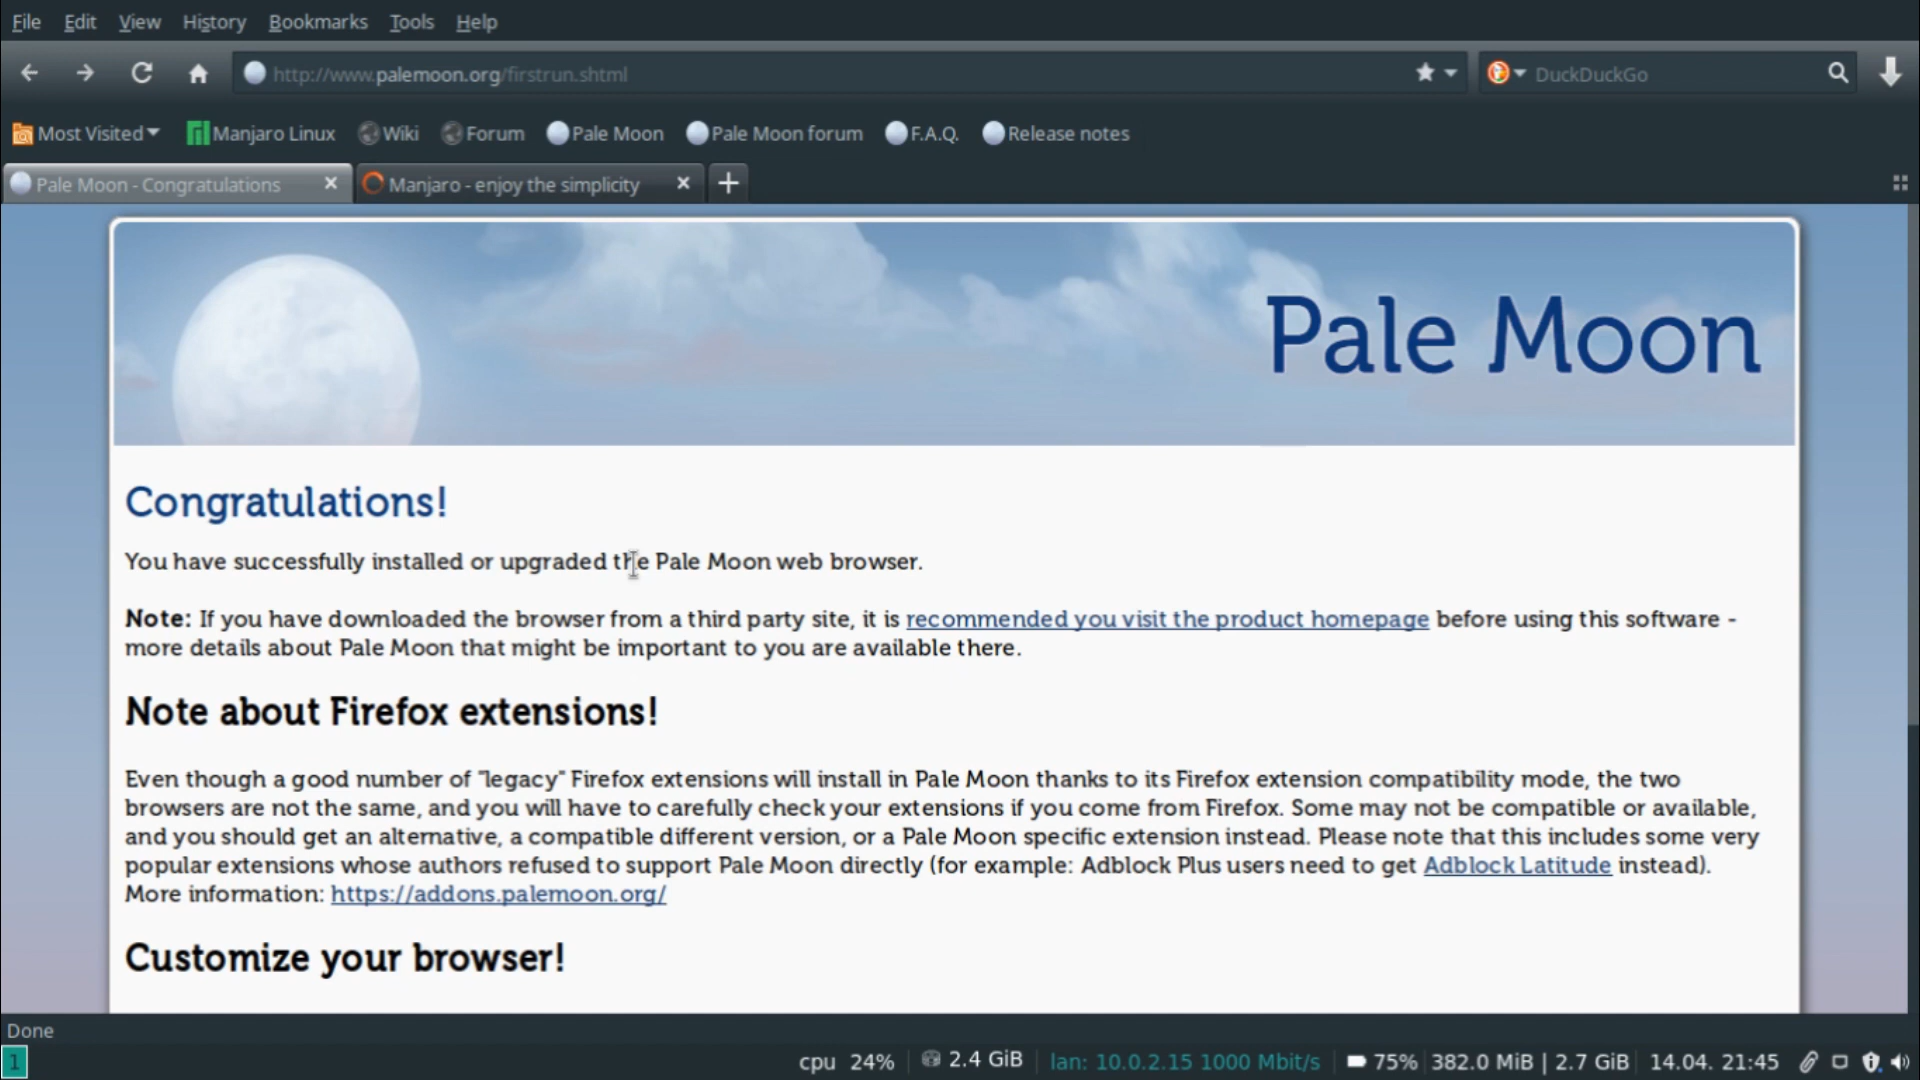 File Edit View History Bookmarks Tools Help
http://www.palemoon.org/firstrun.shtml DuckDuckGo
Most Visited Manjaro Linux Wiki Forum Pale Moon Pale Moon forum F.A.Q. Release notes
Pale Moon - Congratulations Manjaro - enjoy the simplicity
Pale Moon
Congratulations!
You have successfully installed or upgraded the Pale Moon web browser.
Note: If you have downloaded the browser from a third party site, it is recommended you visit the product homepage before using this software -
more details about Pale Moon that might be important to you are available there.
Note about Firefox extensions!
Even though a good number of "legacy" Firefox extensions will install in Pale Moon thanks to its Firefox extension compatibility mode, the two
browsers are not the same, and you will have to carefully check your extensions if you come from Firefox. Some may not be compatible or available,
and you should get an alternative, a compatible different version, or a Pale Moon specific extension instead. Please note that this includes some very
popular extensions whose authors refused to support Pale Moon directly (for example: Adblock Plus users need to get Adblock Latitude instead).
More information: https://addons.palemoon.org/
Customize your browser!
Done
1 cpu 24% 2.4 GiB lan: 10.0.2.15 1000 Mbit/s 75% 382.0 MiB | 2.7 GiB 14.04. 21:45